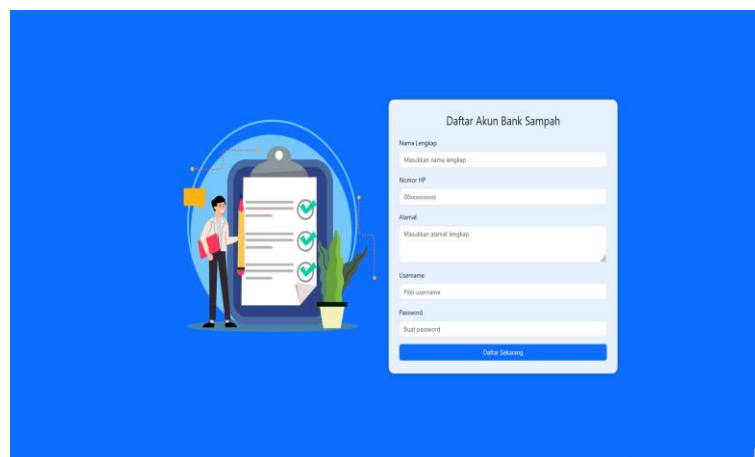 Daftar Akun Bank Sampah
Nama Lengkap
Masukkan nama lengkap
Nomor HP
08xxxxxxxxx
Alamat
Masukkan alamat lengkap
Username
Pilih username
Password
Buat password
Daftar Sekarang